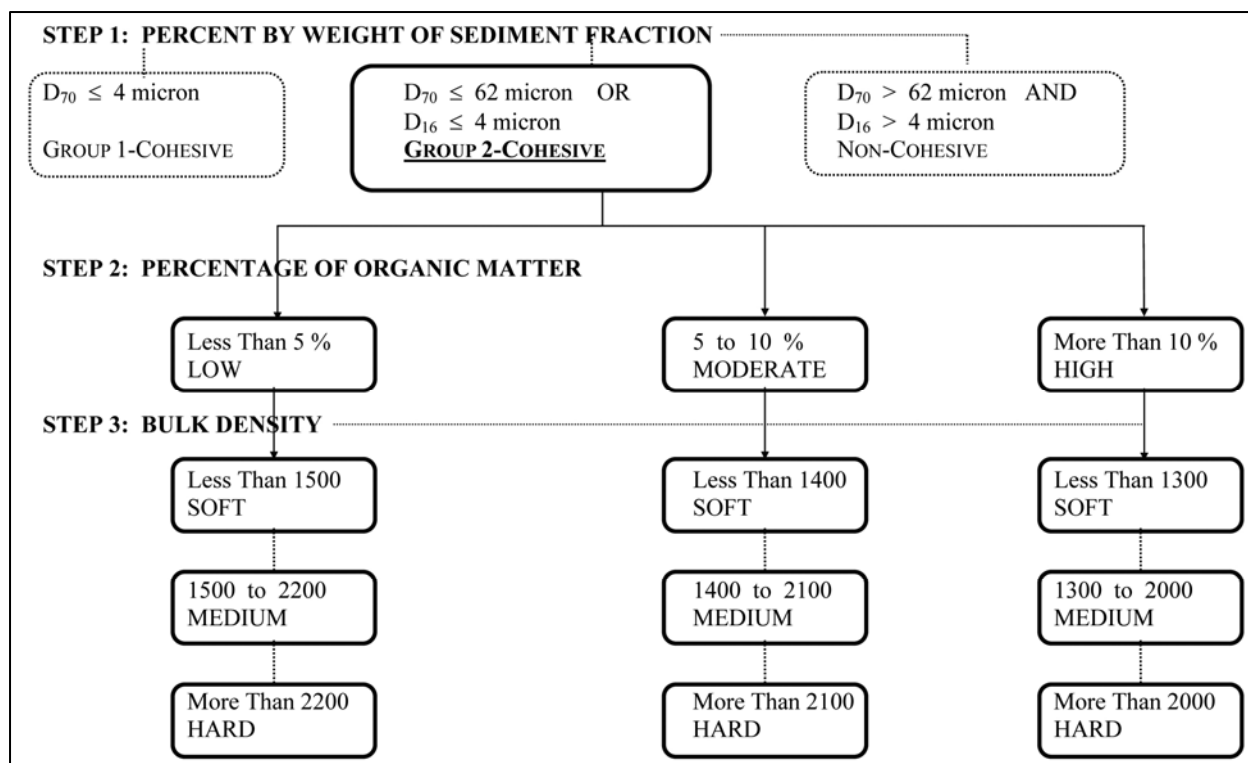 STEP 1: PERCENT BY WEIGHT OF SEDIMENT FRACTION
D70 ≤ 4 micron
GROUP 1-COHESIVE
D70 ≤ 62 micron OR
D16 ≤ 4 micron
GROUP 2-COHESIVE
D70 > 62 micron AND
D16 > 4 micron
NON-COHESIVE
STEP 2: PERCENTAGE OF ORGANIC MATTER
Less Than 5 %
LOW
5 to 10 %
MODERATE
More Than 10 %
HIGH
STEP 3: BULK DENSITY
Less Than 1500
SOFT
Less Than 1400
SOFT
Less Than 1300
SOFT
1500 to 2200
MEDIUM
1400 to 2100
MEDIUM
1300 to 2000
MEDIUM
More Than 2200
HARD
More Than 2100
HARD
More Than 2000
HARD